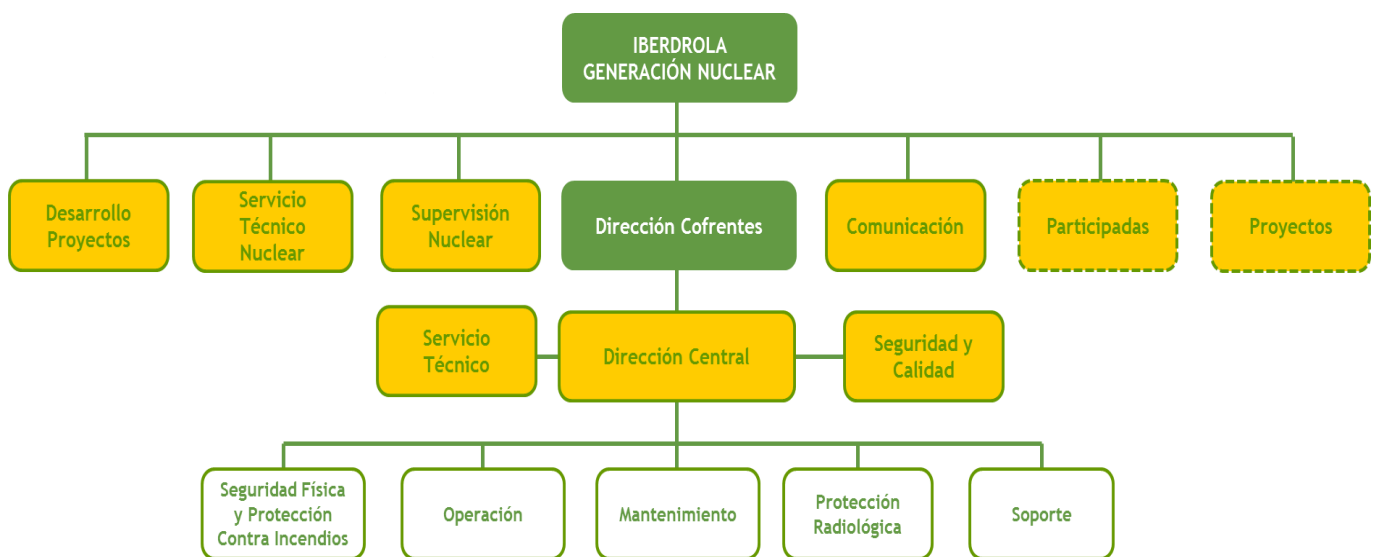 IBERDROLA
GENERACIÓN NUCLEAR
Desarrollo
Proyectos
Servicio
Técnico
Nuclear
Supervisión
Nuclear
Dirección Cofrentes
Comunicación
Participadas
Proyectos
Servicio
Técnico
Dirección Central
Seguridad y
Calidad
Seguridad Física
y Protección
Contra Incendios
Operación
Mantenimiento
Protección
Radiológica
Soporte